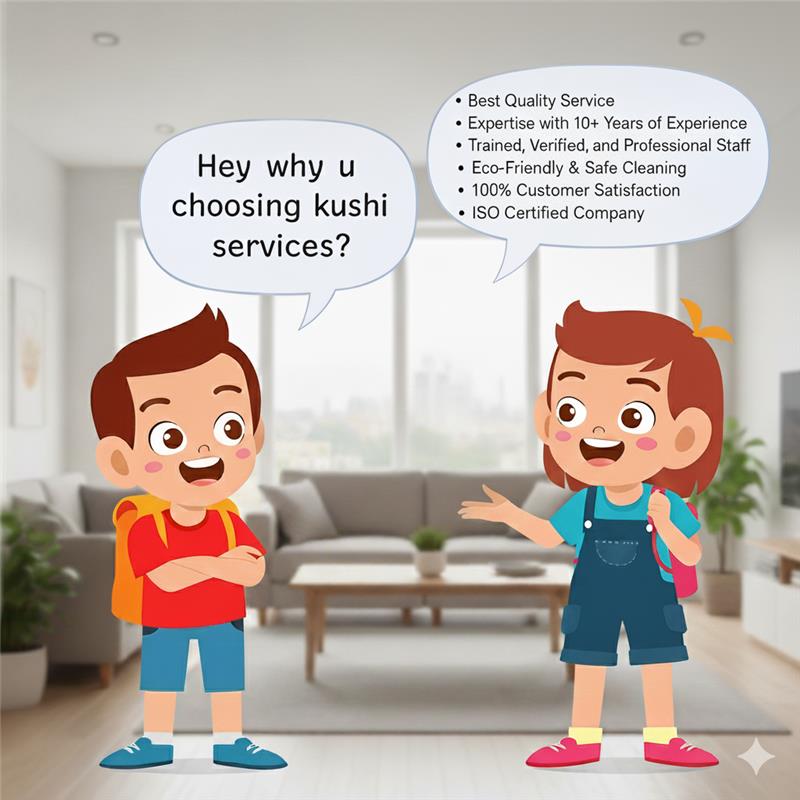 Hey why u
choosing kushi
services?
• Best Quality Service
• Expertise with 10+ Years of Experience
• Trained, Verified, and Professional Staff
• Eco-Friendly & Safe Cleaning
• 100% Customer Satisfaction
• ISO Certified Company